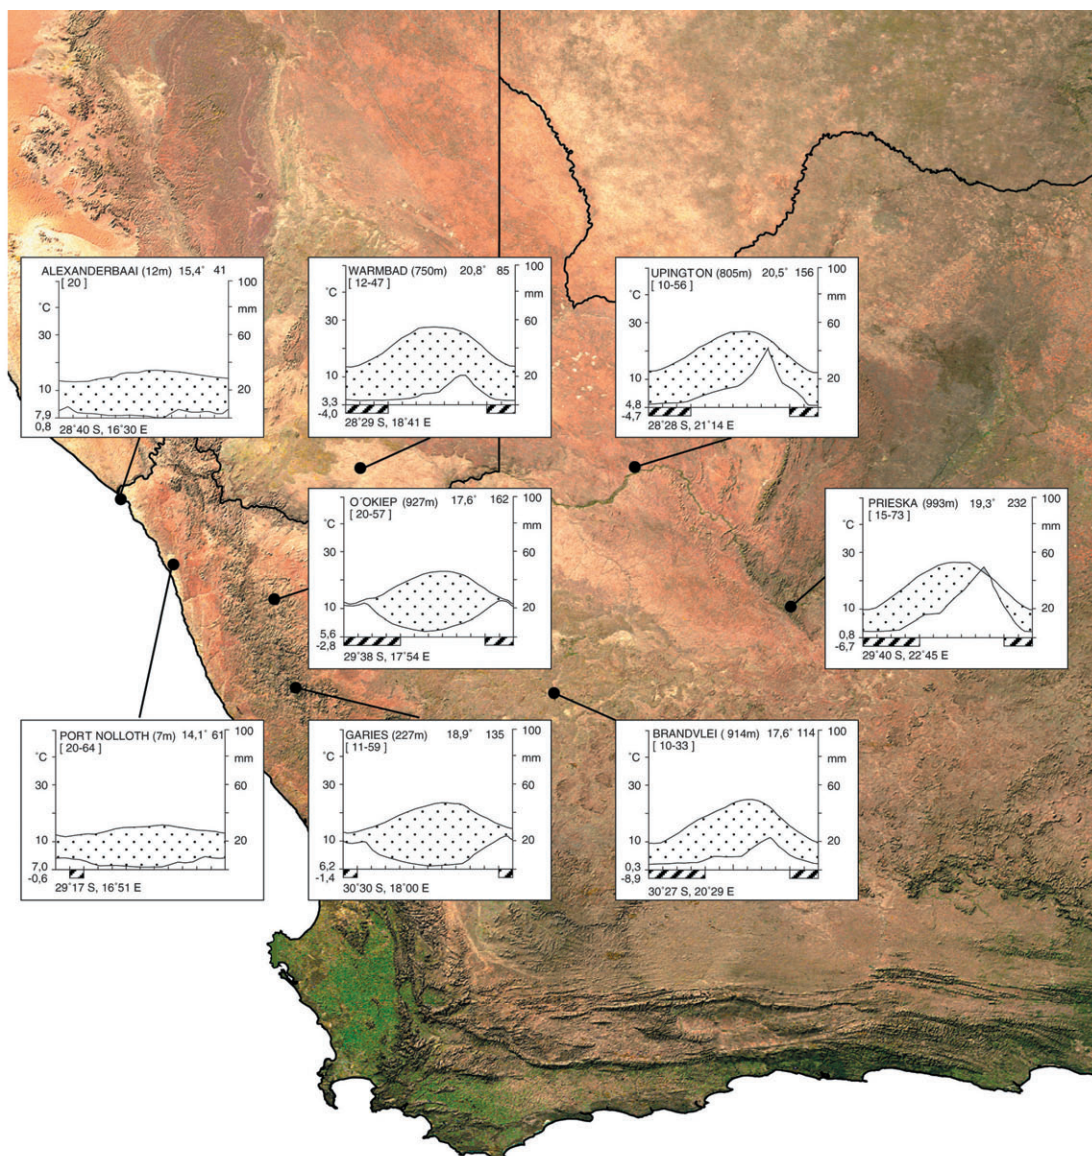 ALEXANDERBAAI (12m) 15,4° 41 100
[ 20]
°C
mm
30
60
10
20
7,9
0,8
28°40 S, 16°30 E
WARMBAD (750m) 20,8° 85 100
[ 12-47]
°C
mm
30
60
10
20
3,3
-4,0
28°29 S, 18°41 E
UPINGTON (805m) 20,5° 156 100
[ 10-56]
°C
mm
30
60
10
20
4,8
-4,7
28°28 S, 21°14 E
O´OKIEP (927m) 17,6° 162 100
[ 20-57]
°C
mm
30
60
10
20
5,6
-2,8
29°38 S, 17°54 E
PRIESKA (993m) 19,3° 232 100
[ 15-73]
°C
mm
30
60
10
20
0,8
-6,7
29°40 S, 22°45 E
PORT NOLLOTH (7m) 14,1° 61 100
[ 20-64]
°C
mm
30
60
10
20
7,0
-0,6
29°17 S, 16°51 E
GARIES (227m) 18,9° 135 100
[ 11-59]
°C
mm
30
60
10
20
6,2
-1,4
30°30 S, 18°00 E
BRANDVLEI ( 914m) 17,6° 114 100
[ 10-33]
°C
mm
30
60
10
20
0,3
-8,9
30°27 S, 20°29 E